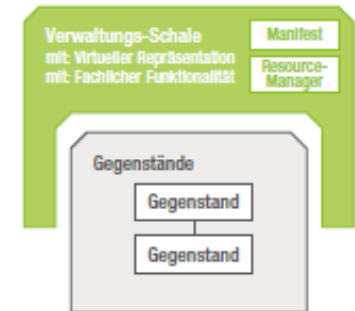 Verwaltungs-Schale
mit: Virtueller Repräsentation
mit: Fachlicher Funktionalität
Manifest
Resource-
Manager
Gegenstände
Gegenstand
Gegenstand